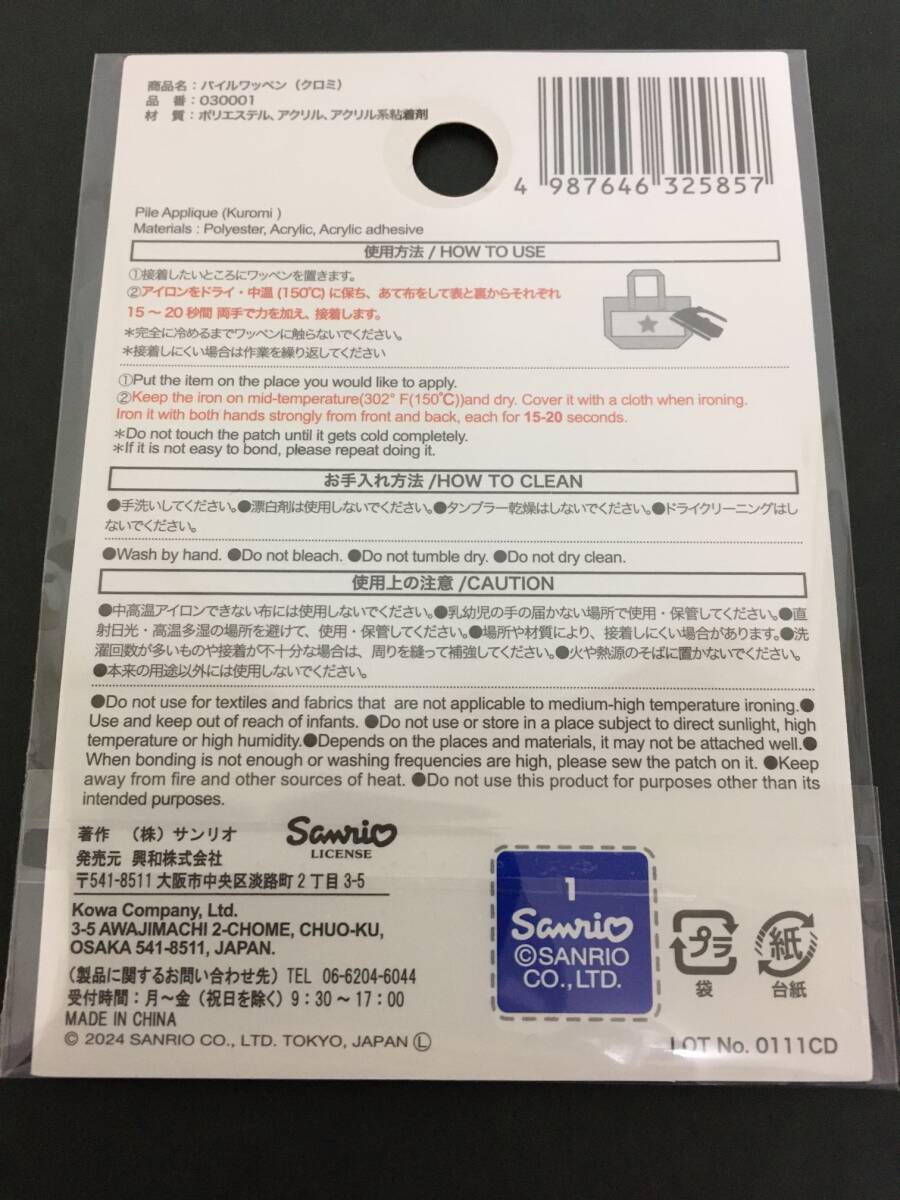 商品名：パイルワッペン（クロミ）
品　番：030001
材　質：ポリエステル、アクリル、アクリル系粘着剤
4 987646 325857
Pile Applique (Kuromi )
Materials : Polyester, Acrylic, Acrylic adhesive
使用方法 / HOW TO USE
①接着したいところにワッペンを置きます。
②アイロンをドライ・中温 (150℃) に保ち、あて布をして表と裏からそれぞれ
15 〜 20 秒間 両手で力を加え、接着します。
＊完全に冷めるまでワッペンに触らないでください。
＊接着しにくい場合は作業を繰り返してください
①Put the item on the place you would like to apply.
②Keep the iron on mid-temperature(302° F(150℃))and dry. Cover it with a cloth when ironing.
Iron it with both hands strongly from front and back, each for 15-20 seconds.
＊Do not touch the patch until it gets cold completely.
＊If it is not easy to bond, please repeat doing it.
お手入れ方法 /HOW TO CLEAN
●手洗いしてください。●漂白剤は使用しないでください。●タンブラー乾燥はしないでください。●ドライクリーニングはし
ないでください。
●Wash by hand. ●Do not bleach. ●Do not tumble dry. ●Do not dry clean.
使用上の注意 /CAUTION
●中高温アイロンできない布には使用しないでください。●乳幼児の手の届かない場所で使用・保管してください。●直
射日光・高温多湿の場所を避けて、使用・保管してください。●場所や材質により、接着しにくい場合があります。●洗
濯回数が多いものや接着が不十分な場合は、周りを縫って補強してください。●火や熱源のそばに置かないでください。
●本来の用途以外には使用しないでください。
●Do not use for textiles and fabrics that are not applicable to medium-high temperature ironing.●
Use and keep out of reach of infants. ●Do not use or store in a place subject to direct sunlight, high
temperature or high humidity.●Depends on the places and materials, it may not be attached well.●
When bonding is not enough or washing frequencies are high, please sew the patch on it. ●Keep
away from fire and other sources of heat. ●Do not use this product for purposes other than its
intended purposes.
著作　（株）サンリオ
Sanrio
LICENSE
発売元 興和株式会社
〒541-8511 大阪市中央区淡路町２丁目 3-5
Kowa Company, Ltd.
3-5 AWAJIMACHI 2-CHOME, CHUO-KU,
OSAKA 541-8511, JAPAN.
（製品に関するお問い合わせ先）TEL 06-6204-6044
受付時間：月〜金（祝日を除く）9：30 〜 17：00
MADE IN CHINA
© 2024 SANRIO CO., LTD. TOKYO, JAPAN Ⓛ
1
Sanrio
©SANRIO
CO.,LTD.
プラ
袋
紙
台紙
LOT No. 0111CD